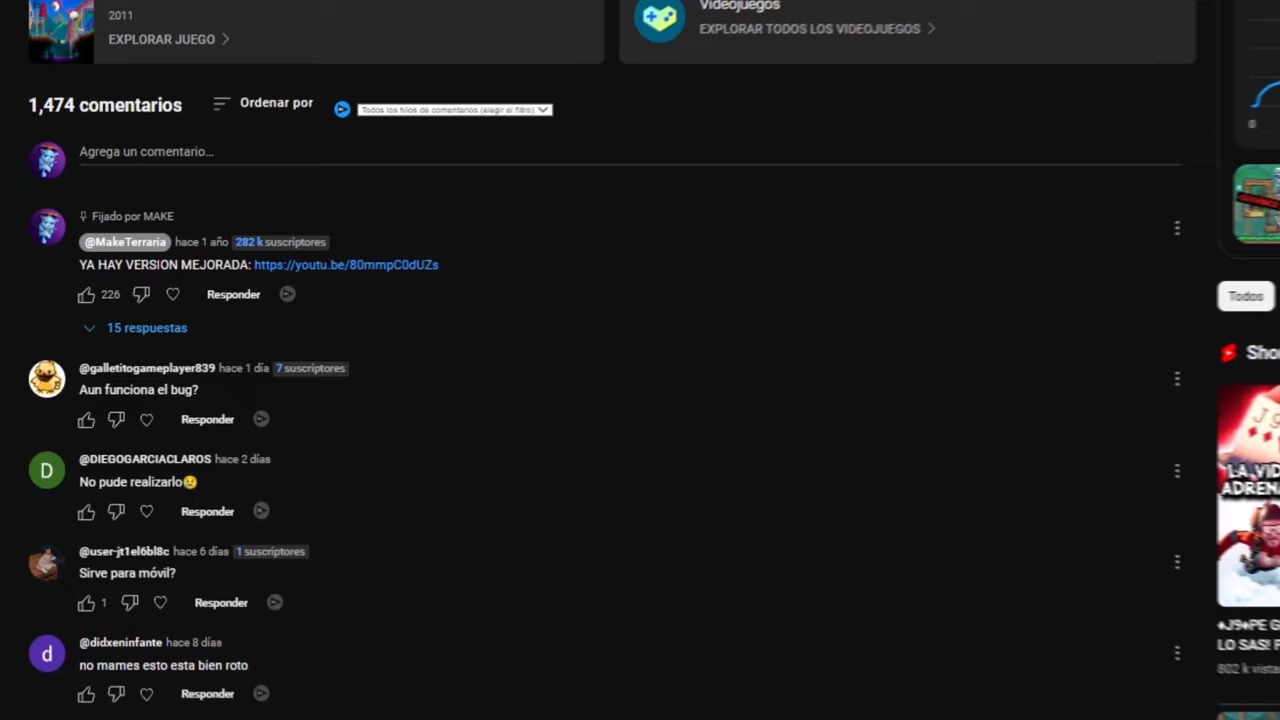 2011
EXPLORAR JUEGO
Videojuegos
EXPLORAR TODOS LOS VIDEOJUEGOS
1,474 comentarios
Ordenar por
Todos los hilos de comentarios (elegir el filtro)
Agrega un comentario...
Fijado por MAKE
@MakeTerraria hace 1 año 282 k suscriptores
YA HAY VERSION MEJORADA: https://youtu.be/80mmpC0dUZs
226 Responder
15 respuestas
@galletitogameplayer839 hace 1 día 7 suscriptores
Aun funciona el bug?
Responder
D
@DIEGOGARCIACLAROS hace 2 días
No pude realizarlo😢
Responder
@user-jt1el6bl8c hace 6 días 1 suscriptores
Sirve para móvil?
1 Responder
d
@didxeninfante hace 8 días
no mames esto esta bien roto
Responder
Todos
Sho
J9
LA VID
ADREN
♦J9♠PE G
LO SAS! F
802 k vistas